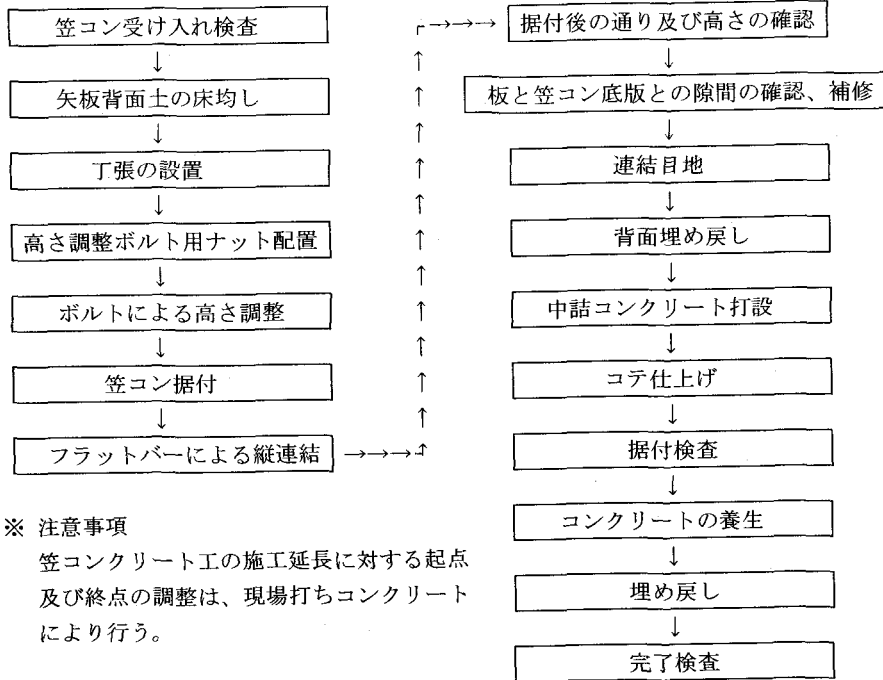 笠コン受け入れ検査
↓
矢板背面土の床均し
↓
丁張の設置
↓
高さ調整ボルト用ナット配置
↓
ボルトによる高さ調整
↓
笠コン据付
↓
フラットバーによる縦連結
※ 注意事項
笠コンクリート工の施工延長に対する起点
及び終点の調整は、現場打ちコンクリート
により行う。
据付後の通り及び高さの確認
↓
板と笠コン底版との隙間の確認、補修
↓
連結目地
↓
背面埋め戻し
↓
中詰コンクリート打設
↓
コテ仕上げ
↓
据付検査
↓
コンクリートの養生
↓
埋め戻し
↓
完了検査